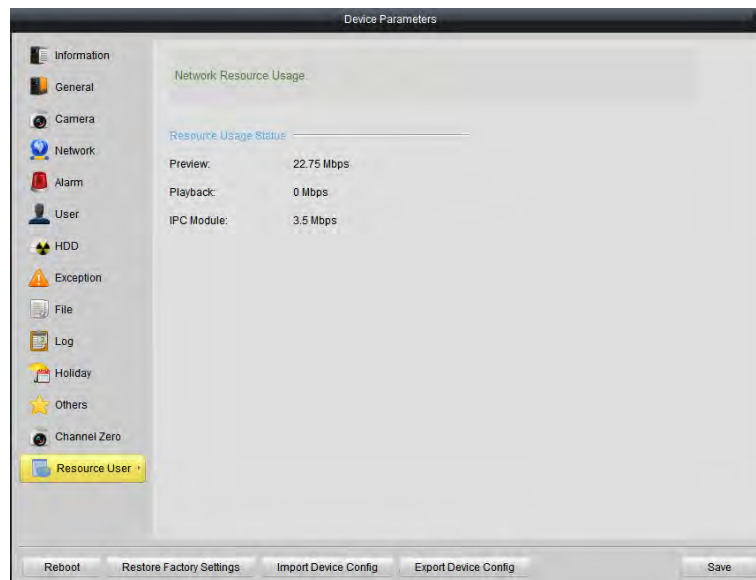 Device Parameters
Information
General
Camera
Network
Alarm
User
HDD
Exception
File
Log
Holiday
Others
Channel Zero
Resource User
Network Resource Usage.
Resource Usage Status
Preview: 22.75 Mbps
Playback: 0 Mbps
IPC Module: 3.5 Mbps
Reboot Restore Factory Settings Import Device Config Export Device Config Save